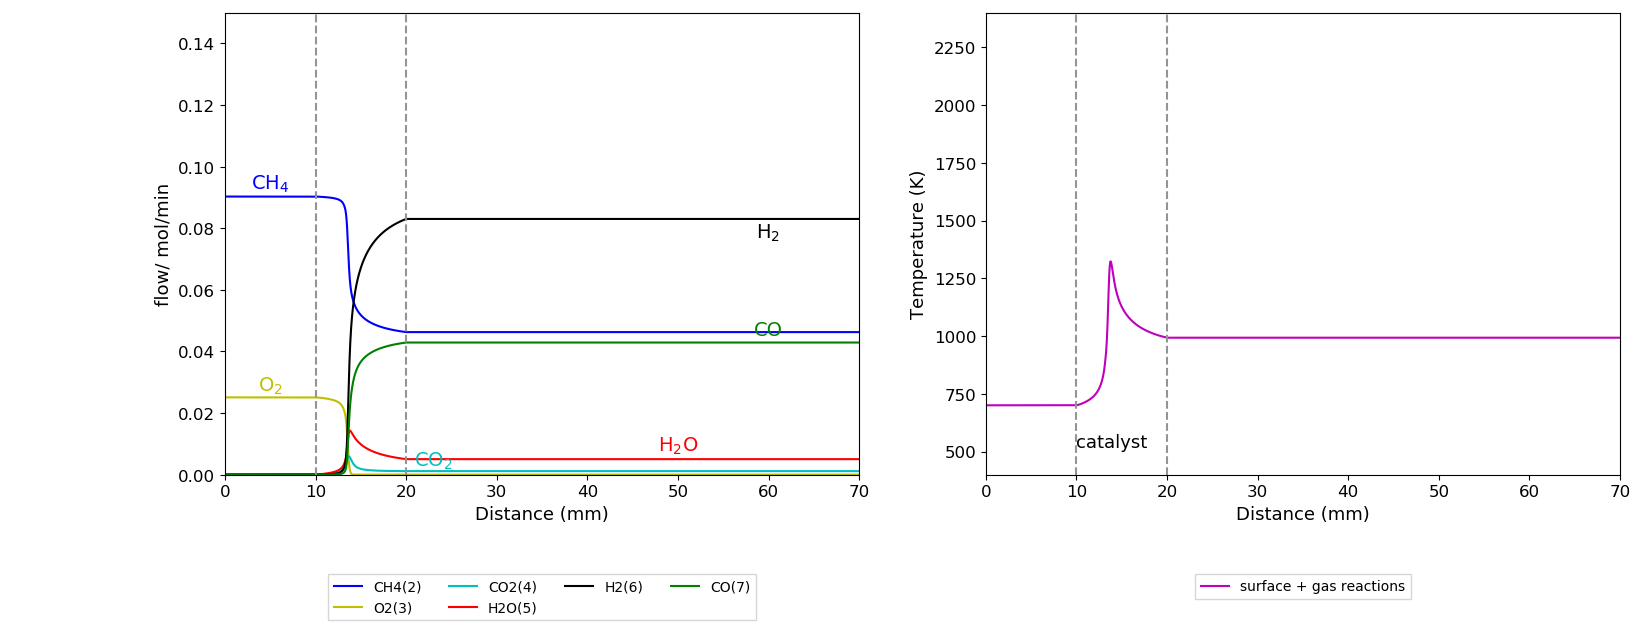 0.14
0.12
0.10
0.08
0.06
0.04
0.02
0.00
flow/ mol/min
CH4
O2
H2
CO
H2O
CO2
0 10 20 30 40 50 60 70
Distance (mm)
CH4(2) CO2(4) H2(6) CO(7)
O2(3) H2O(5)
2250
2000
1750
1500
1250
1000
750
500
Temperature (K)
catalyst
0 10 20 30 40 50 60 70
Distance (mm)
surface + gas reactions